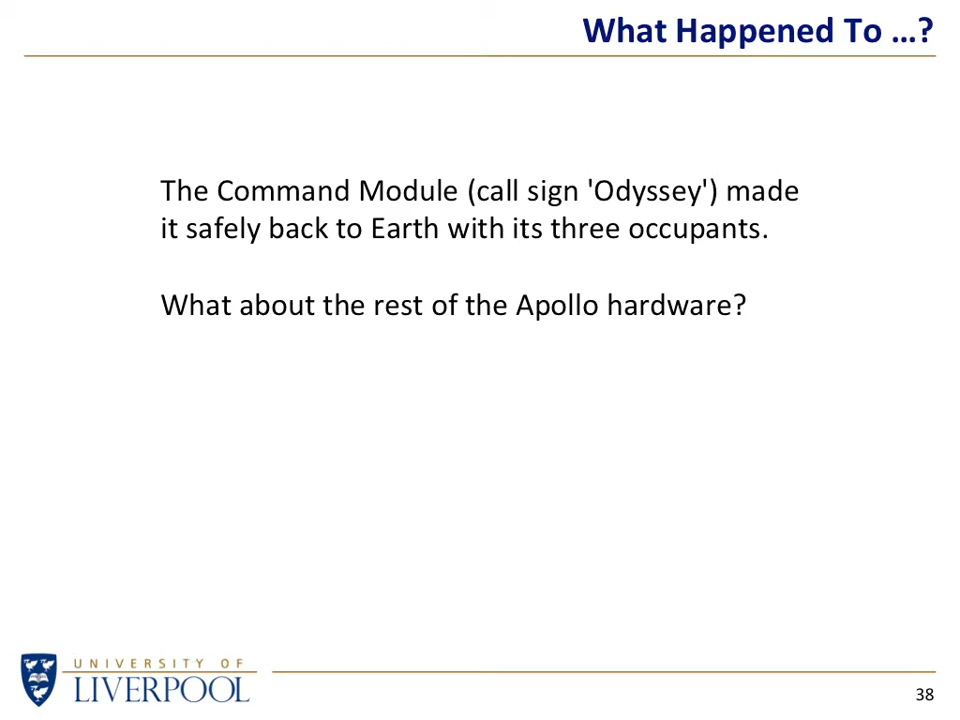 What Happened To …?
The Command Module (call sign 'Odyssey') made
it safely back to Earth with its three occupants.
What about the rest of the Apollo hardware?
UNIVERSITY OF
LIVERPOOL
38